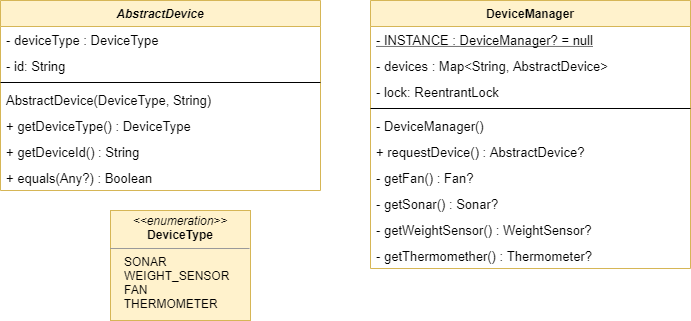 AbstractDevice
- deviceType : DeviceType
- id: String
AbstractDevice(DeviceType, String)
+ getDeviceType() : DeviceType
+ getDeviceId() : String
+ equals(Any?) : Boolean
<<enumeration>>
DeviceType
SONAR
WEIGHT_SENSOR
FAN
THERMOMETER
DeviceManager
- INSTANCE : DeviceManager? = null
- devices : Map<String, AbstractDevice>
- lock: ReentrantLock
- DeviceManager()
+ requestDevice() : AbstractDevice?
- getFan() : Fan?
- getSonar() : Sonar?
- getWeightSensor() : WeightSensor?
- getThermomether() : Thermometer?